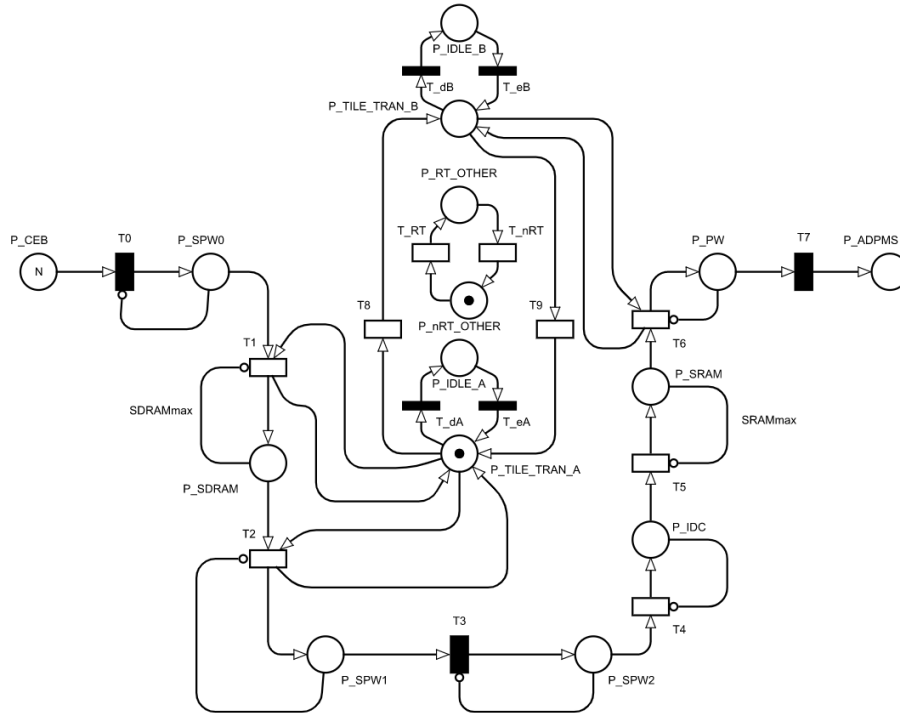 P_IDLE_B
T_dB
T_eB
P_TILE_TRAN_B
P_RT_OTHER
T_RT
T_nRT
P_CEB
T0
P_SPW0
P_PW
T7
P_ADPMS
N
T8
P_nRT_OTHER
T9
T1
T6
P_IDLE_A
P_SRAM
SDRAMmax
T_dA
T_eA
SRAMmax
P_SDRAM
P_TILE_TRAN_A
T5
T2
P_IDC
T3
T4
P_SPW1
P_SPW2